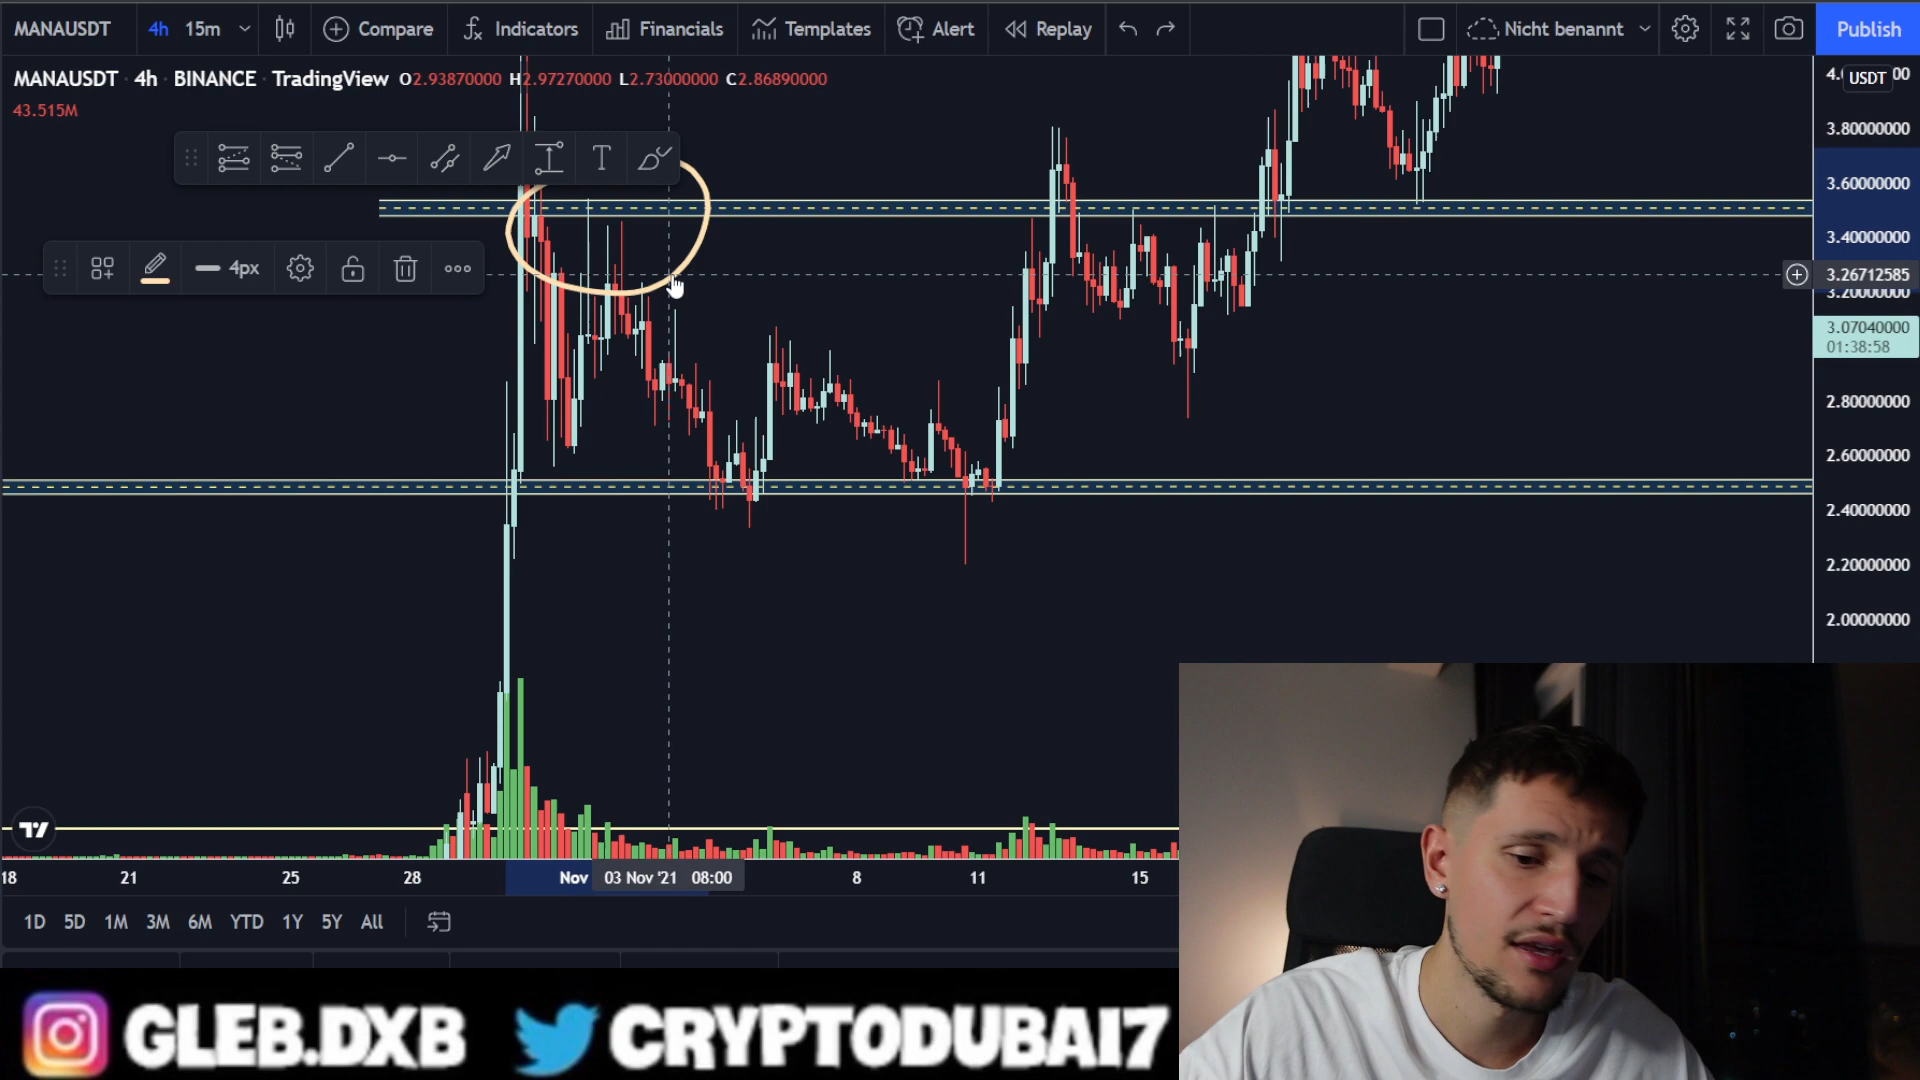 MANAUSDT 4h 15m Compare Indicators Financials Templates Alert Replay Nicht benannt Publish
MANAUSDT · 4h · BINANCE · TradingView O2.93870000 H2.97270000 L2.73000000 C2.86890000
43.515M
USDT
3.80000000
3.60000000
3.40000000
3.26712585
3.20000000
3.07040000
01:38:58
2.80000000
2.60000000
2.40000000
2.20000000
2.00000000
T
4px
18 21 25 28 Nov 03 Nov '21 08:00 8 11 15
1D 5D 1M 3M 6M YTD 1Y 5Y All
GLEB.DXB CRYPTODUBAI7